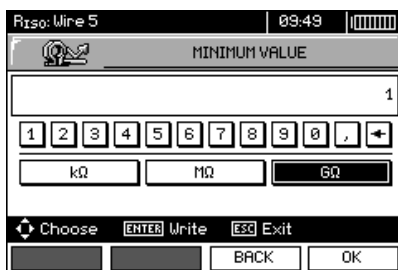 RISO: Wire 5 09:49
MINIMUM VALUE
1
1 2 3 4 5 6 7 8 9 0 , ←
kΩ MΩ GΩ
Choose ENTER Write ESC Exit
BACK OK